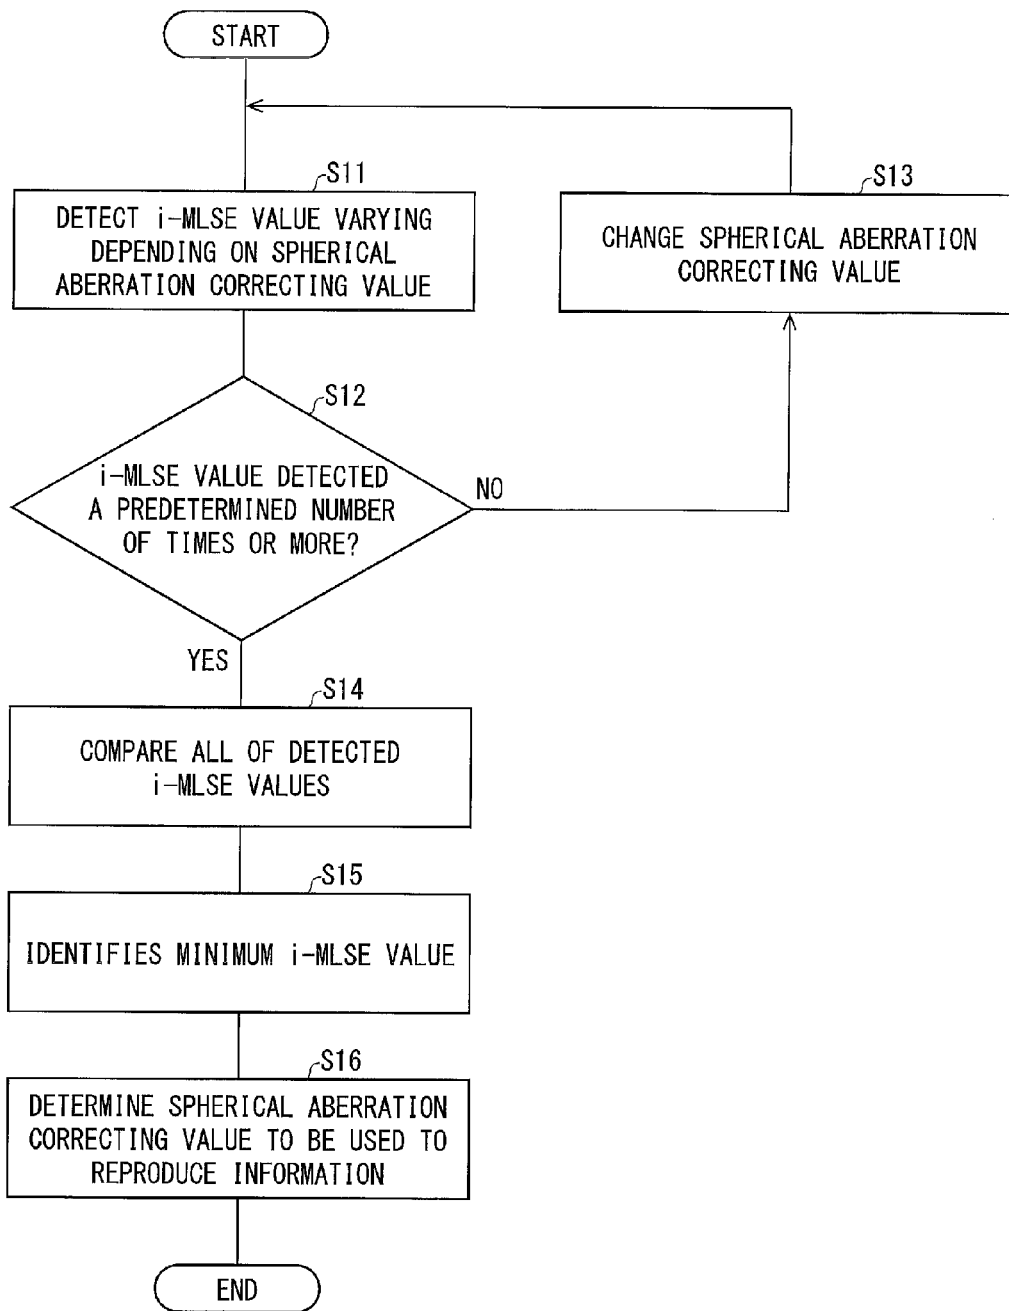 START
S11
DETECT i-MLSE VALUE VARYING
DEPENDING ON SPHERICAL
ABERRATION CORRECTING VALUE
S13
CHANGE SPHERICAL ABERRATION
CORRECTING VALUE
S12
i-MLSE VALUE DETECTED
A PREDETERMINED NUMBER
OF TIMES OR MORE?
NO
YES
S14
COMPARE ALL OF DETECTED
i-MLSE VALUES
S15
IDENTIFIES MINIMUM i-MLSE VALUE
S16
DETERMINE SPHERICAL ABERRATION
CORRECTING VALUE TO BE USED TO
REPRODUCE INFORMATION
END